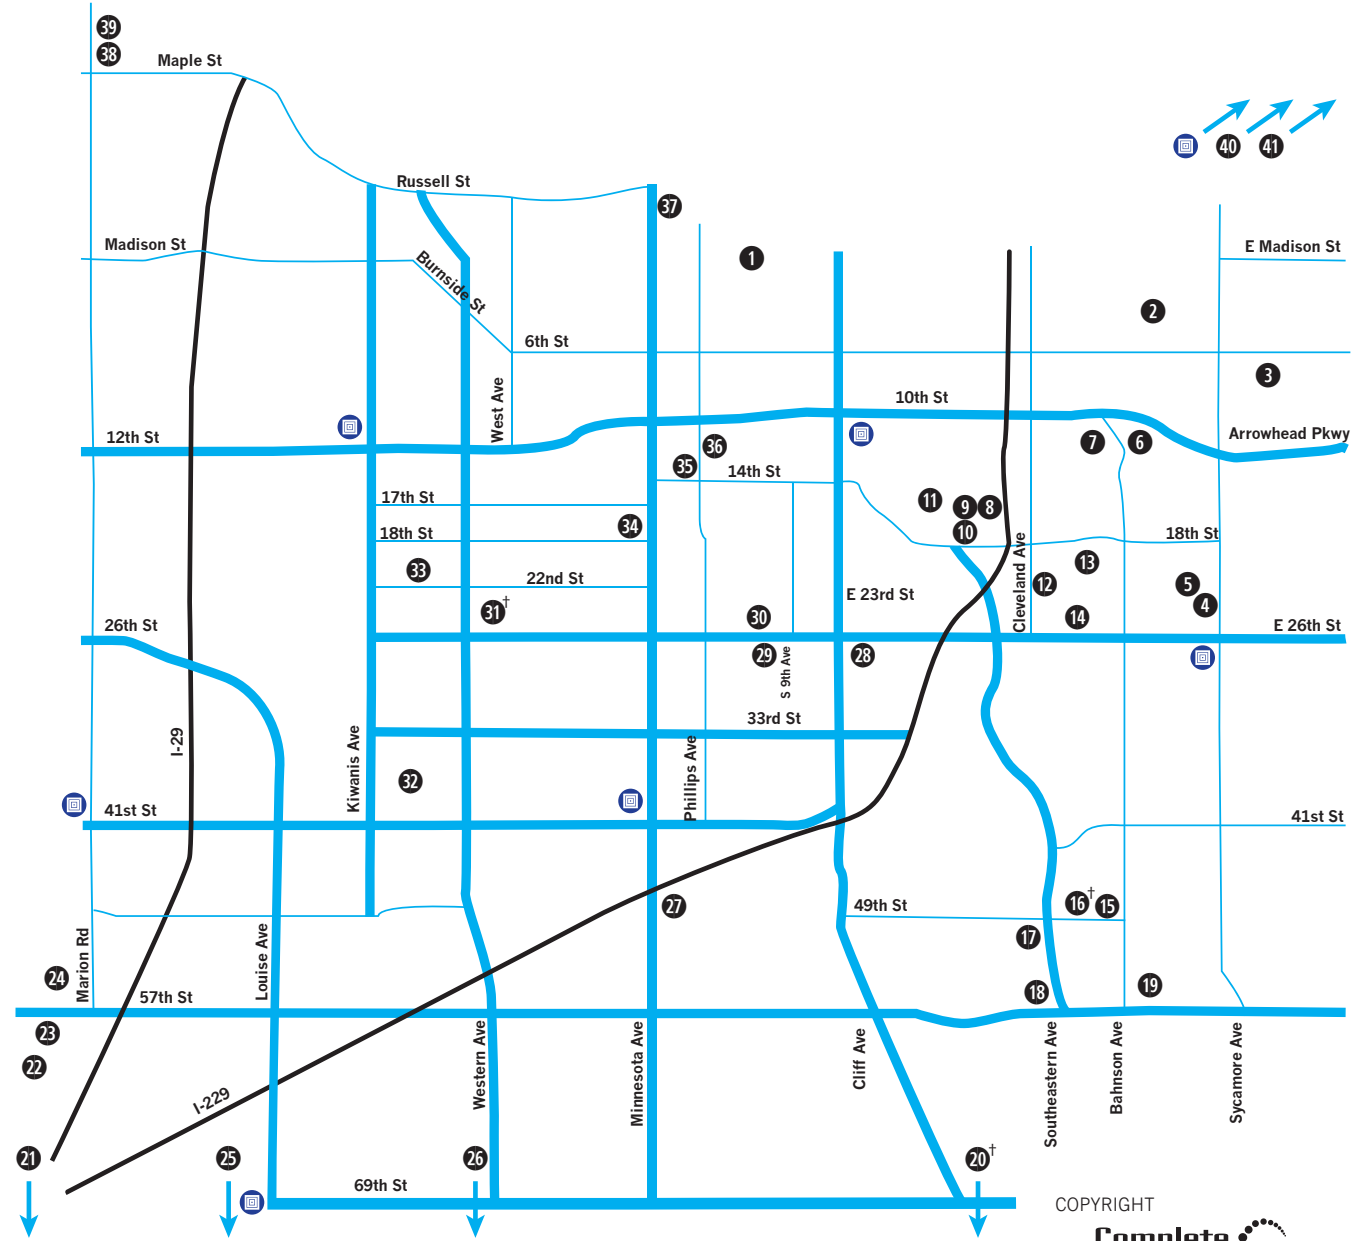 39
38
Maple St
40 41
Russell St
37
Madison St
E Madison St
1
Burnside St
2
6th St
3
West Ave
10th St
12th St
Arrowhead Pkwy
36
7 6
35
14th St
17th St
11 9 8
34
18th St
10
18th St
Cleveland Ave
33
13
22nd St
12
5
E 23rd St
4
31†
30
14
26th St
E 26th St
29
S 9th Ave
28
33rd St
I-29
Kiwanis Ave
Phillips Ave
32
41st St
41st St
27
49th St
16† 15
17
Marion Rd
Louise Ave
24
57th St
18
19
23
22
Western Ave
Minnesota Ave
Cliff Ave
Southeastern Ave
Bahnson Ave
Sycamore Ave
I-229
21
25
26
20†
69th St
COPYRIGHT
Complete